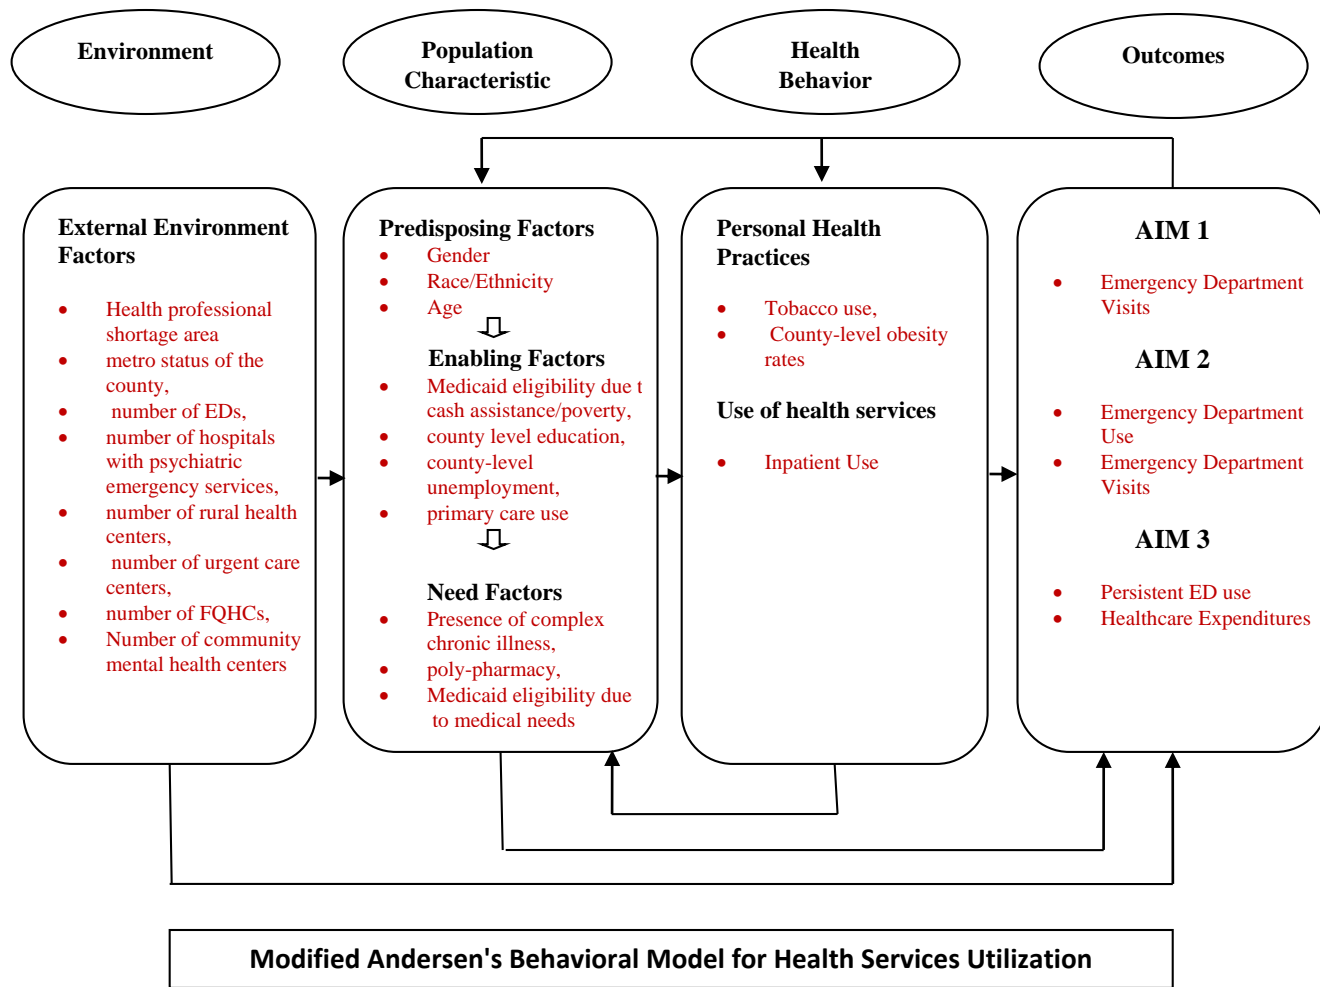 Environment
Population
Characteristic
Health
Behavior
Outcomes
External Environment
Factors
Health professional
shortage area
metro status of the
county,
number of EDs,
number of hospitals
with psychiatric
emergency services,
number of rural health
centers,
number of urgent care
centers,
number of FQHCs,
Number of community
mental health centers
Predisposing Factors
Gender
Race/Ethnicity
Age
Enabling Factors
Medicaid eligibility due t
cash assistance/poverty,
county level education,
county-level
unemployment,
primary care use
Need Factors
Presence of complex
chronic illness,
poly-pharmacy,
Medicaid eligibility due
to medical needs
Personal Health
Practices
Tobacco use,
County-level obesity
rates
Use of health services
Inpatient Use
AIM 1
Emergency Department
Visits
AIM 2
Emergency Department
Use
Emergency Department
Visits
AIM 3
Persistent ED use
Healthcare Expenditures
Modified Andersen's Behavioral Model for Health Services Utilization